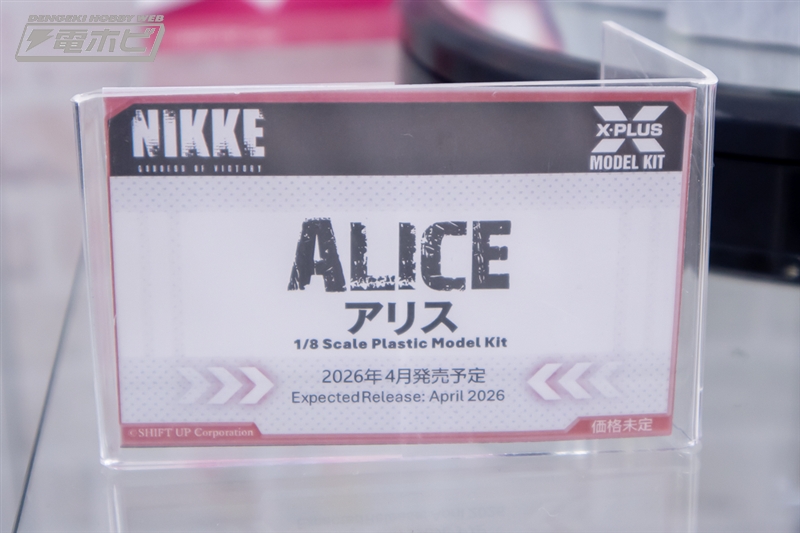 DENGEKI HOBBY WEB
電ホビ
NIKKE
GODDESS OF VICTORY
X-PLUS
MODEL KIT
ALICE
アリス
1/8 Scale Plastic Model Kit
2026年4月発売予定
Expected Release: April 2026
©SHIFT UP Corporation
価格未定